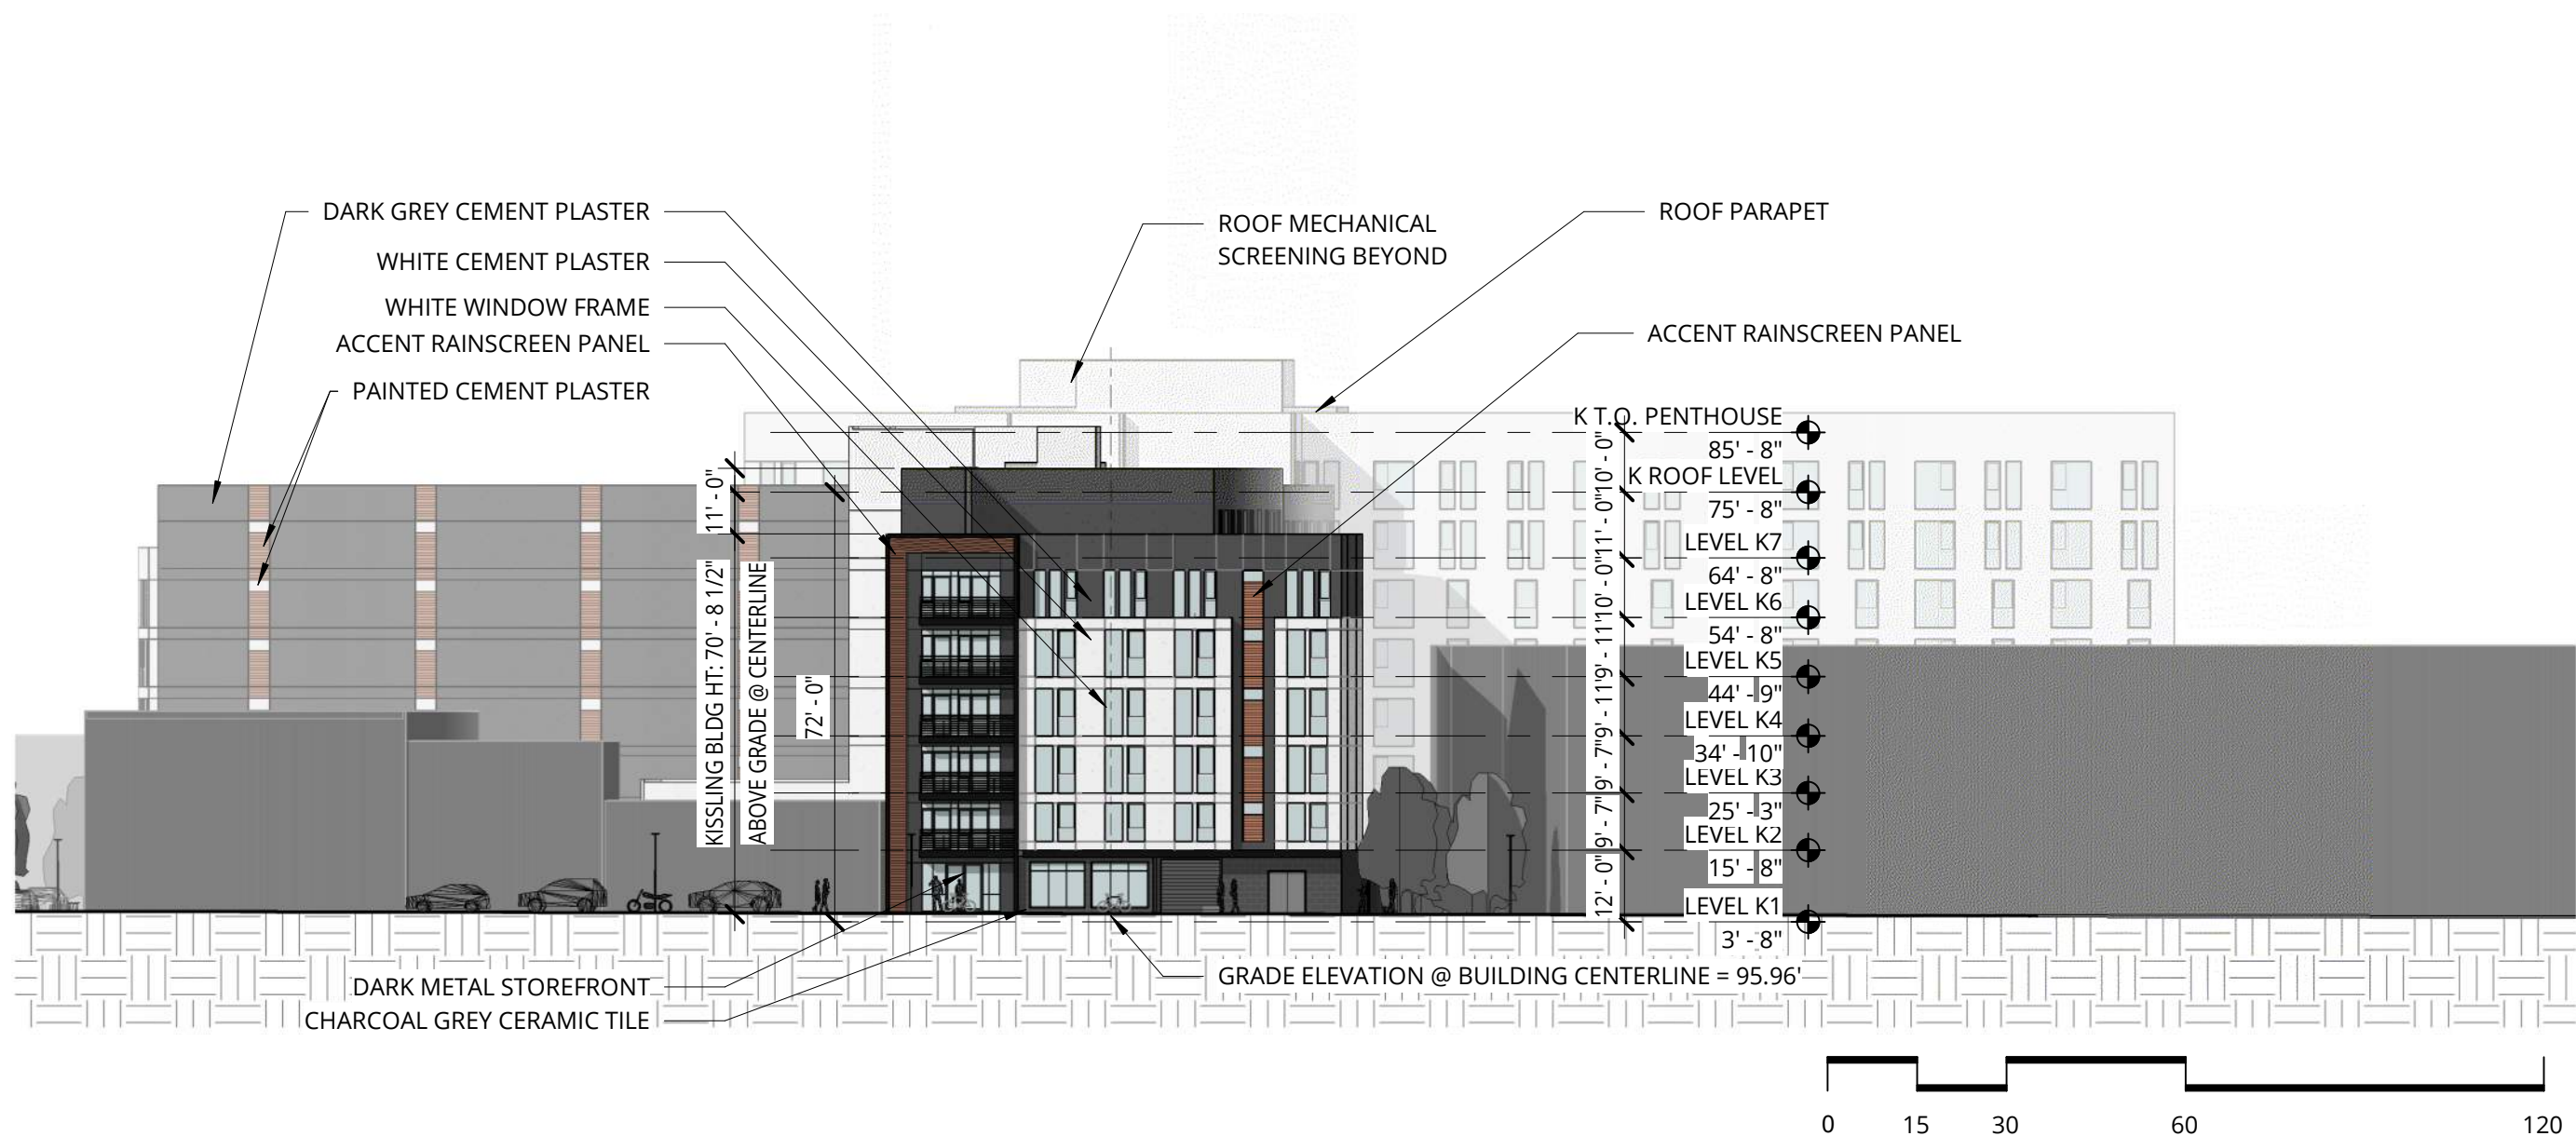 DARK GREY CEMENT PLASTER
WHITE CEMENT PLASTER
WHITE WINDOW FRAME
ACCENT RAINSCREEN PANEL
PAINTED CEMENT PLASTER
ROOF MECHANICAL
SCREENING BEYOND
ROOF PARAPET
ACCENT RAINSCREEN PANEL
11' - 0"
KISSLING BLDG HT: 70' - 8 1/2"
ABOVE GRADE @ CENTERLINE
72' - 0"
10' - 0"
11' - 0"
10' - 0"
9' - 11"
9' - 11"
9' - 7"
9' - 7"
12' - 0"
K T.O. PENTHOUSE
85' - 8"
K ROOF LEVEL
75' - 8"
LEVEL K7
64' - 8"
LEVEL K6
54' - 8"
LEVEL K5
44' - 9"
LEVEL K4
34' - 10"
LEVEL K3
25' - 3"
LEVEL K2
15' - 8"
LEVEL K1
3' - 8"
DARK METAL STOREFRONT
CHARCOAL GREY CERAMIC TILE
GRADE ELEVATION @ BUILDING CENTERLINE = 95.96'
0 15 30 60 120